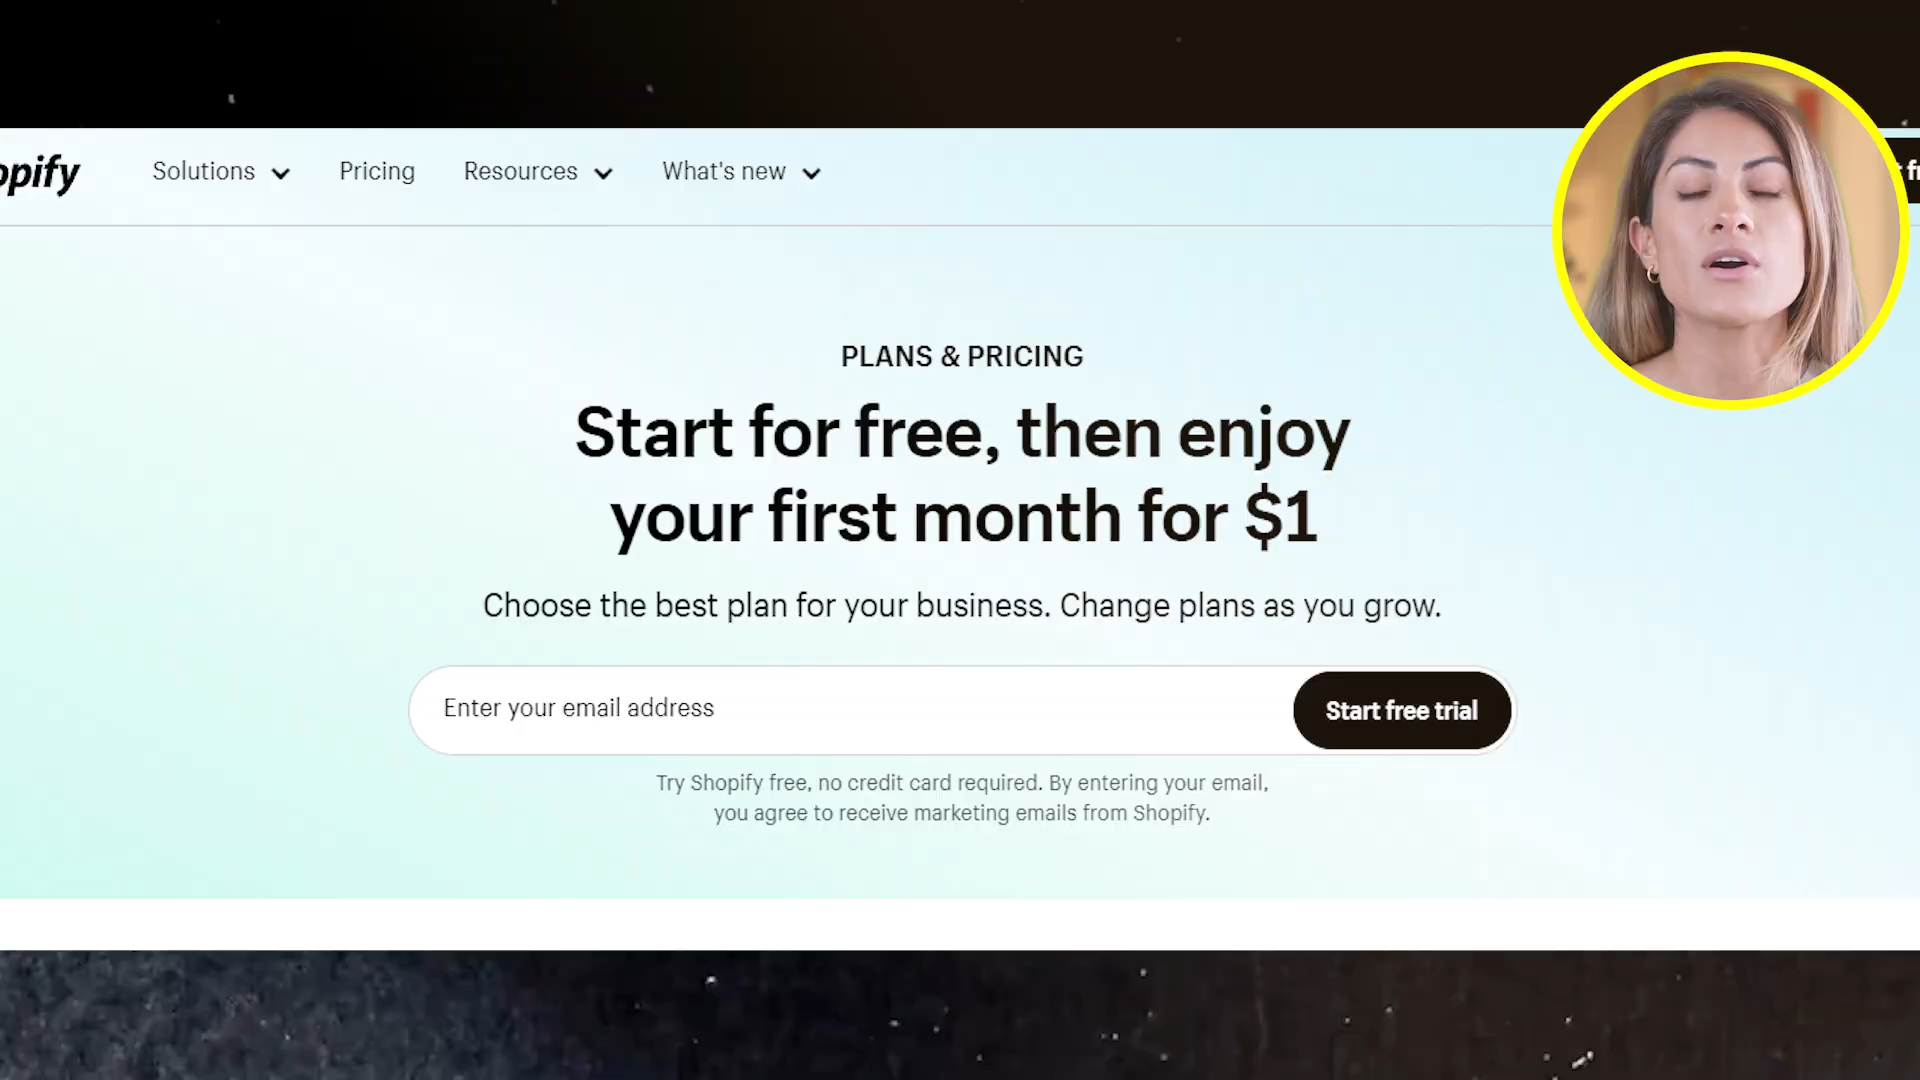 opify
Solutions
Pricing
Resources
What's new
PLANS & PRICING
Start for free, then enjoy
your first month for $1
Choose the best plan for your business. Change plans as you grow.
Enter your email address
Start free trial
Try Shopify free, no credit card required. By entering your email,
you agree to receive marketing emails from Shopify.